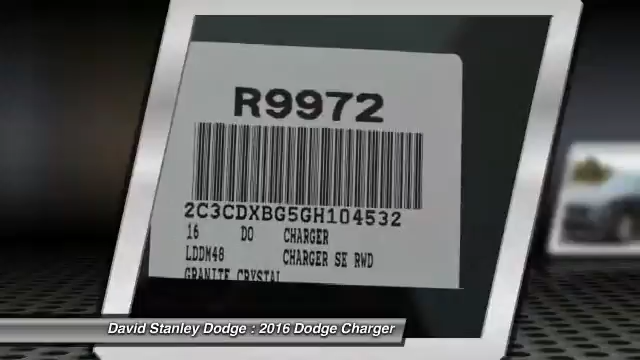 R9972
2C3CDXBG5GH104532
16 DO CHARGER
LDDM48 CHARGER SE RWD
GRANITE CRYSTAL
David Stanley Dodge : 2016 Dodge Charger